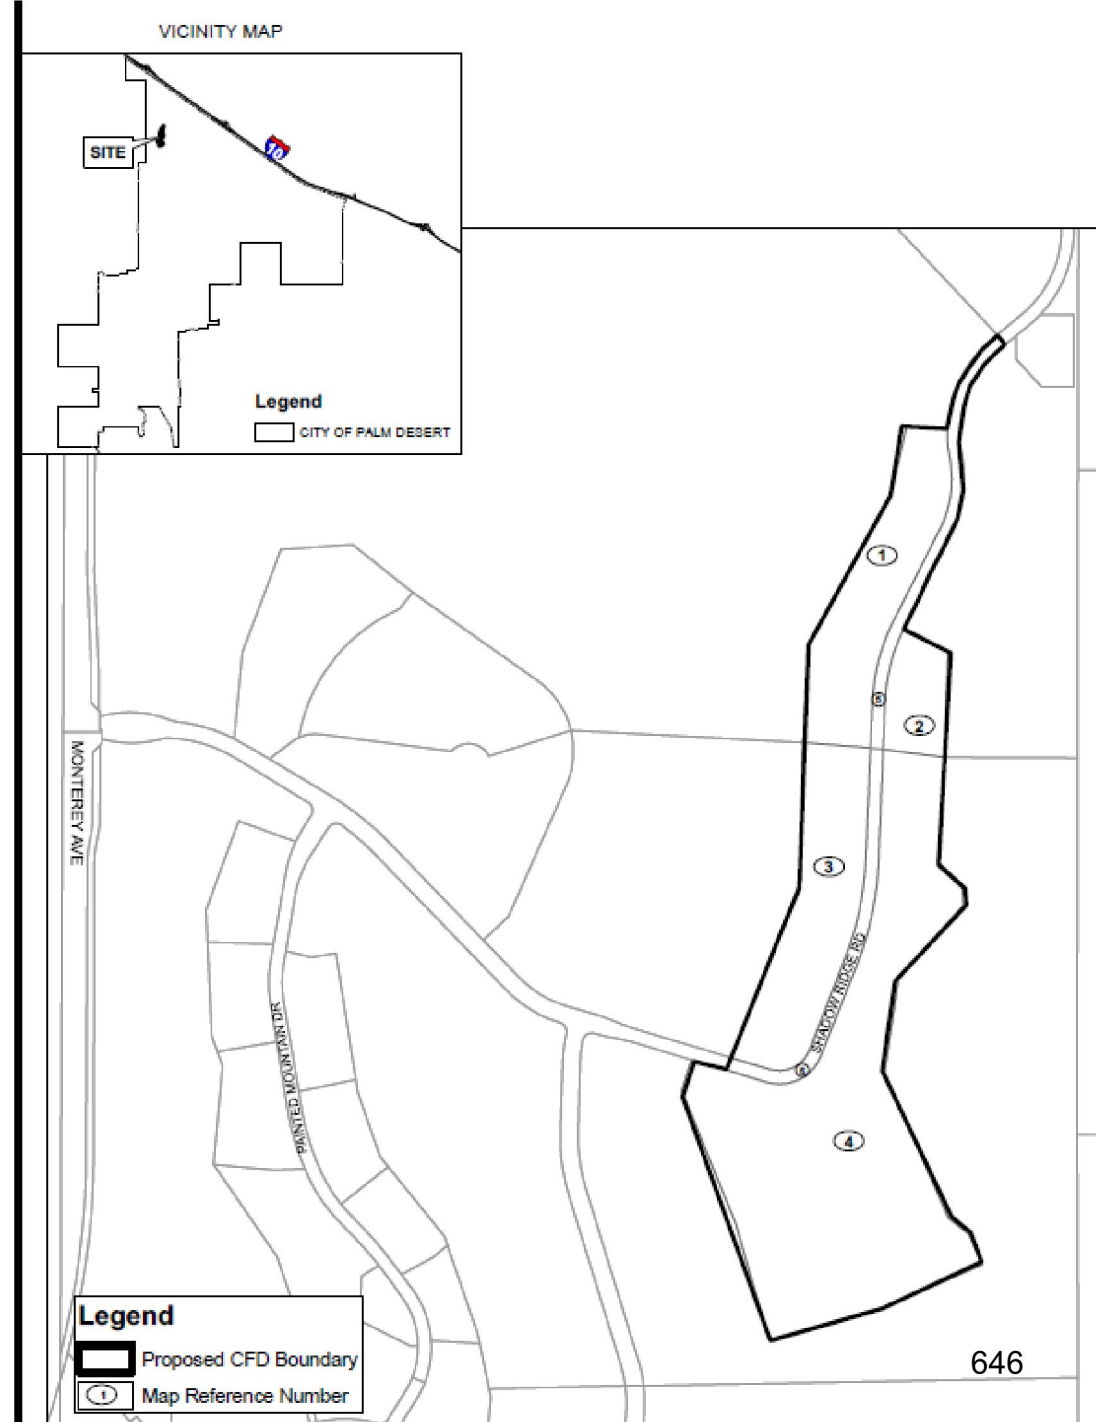 VICINITY MAP
SITE
10
Legend
CITY OF PALM DESERT
1
5
2
MONTEREY AVE
3
SHADOW RIDGE RD
PAINTED MOUNTAIN DR
4
Legend
Proposed CFD Boundary
1 Map Reference Number
646